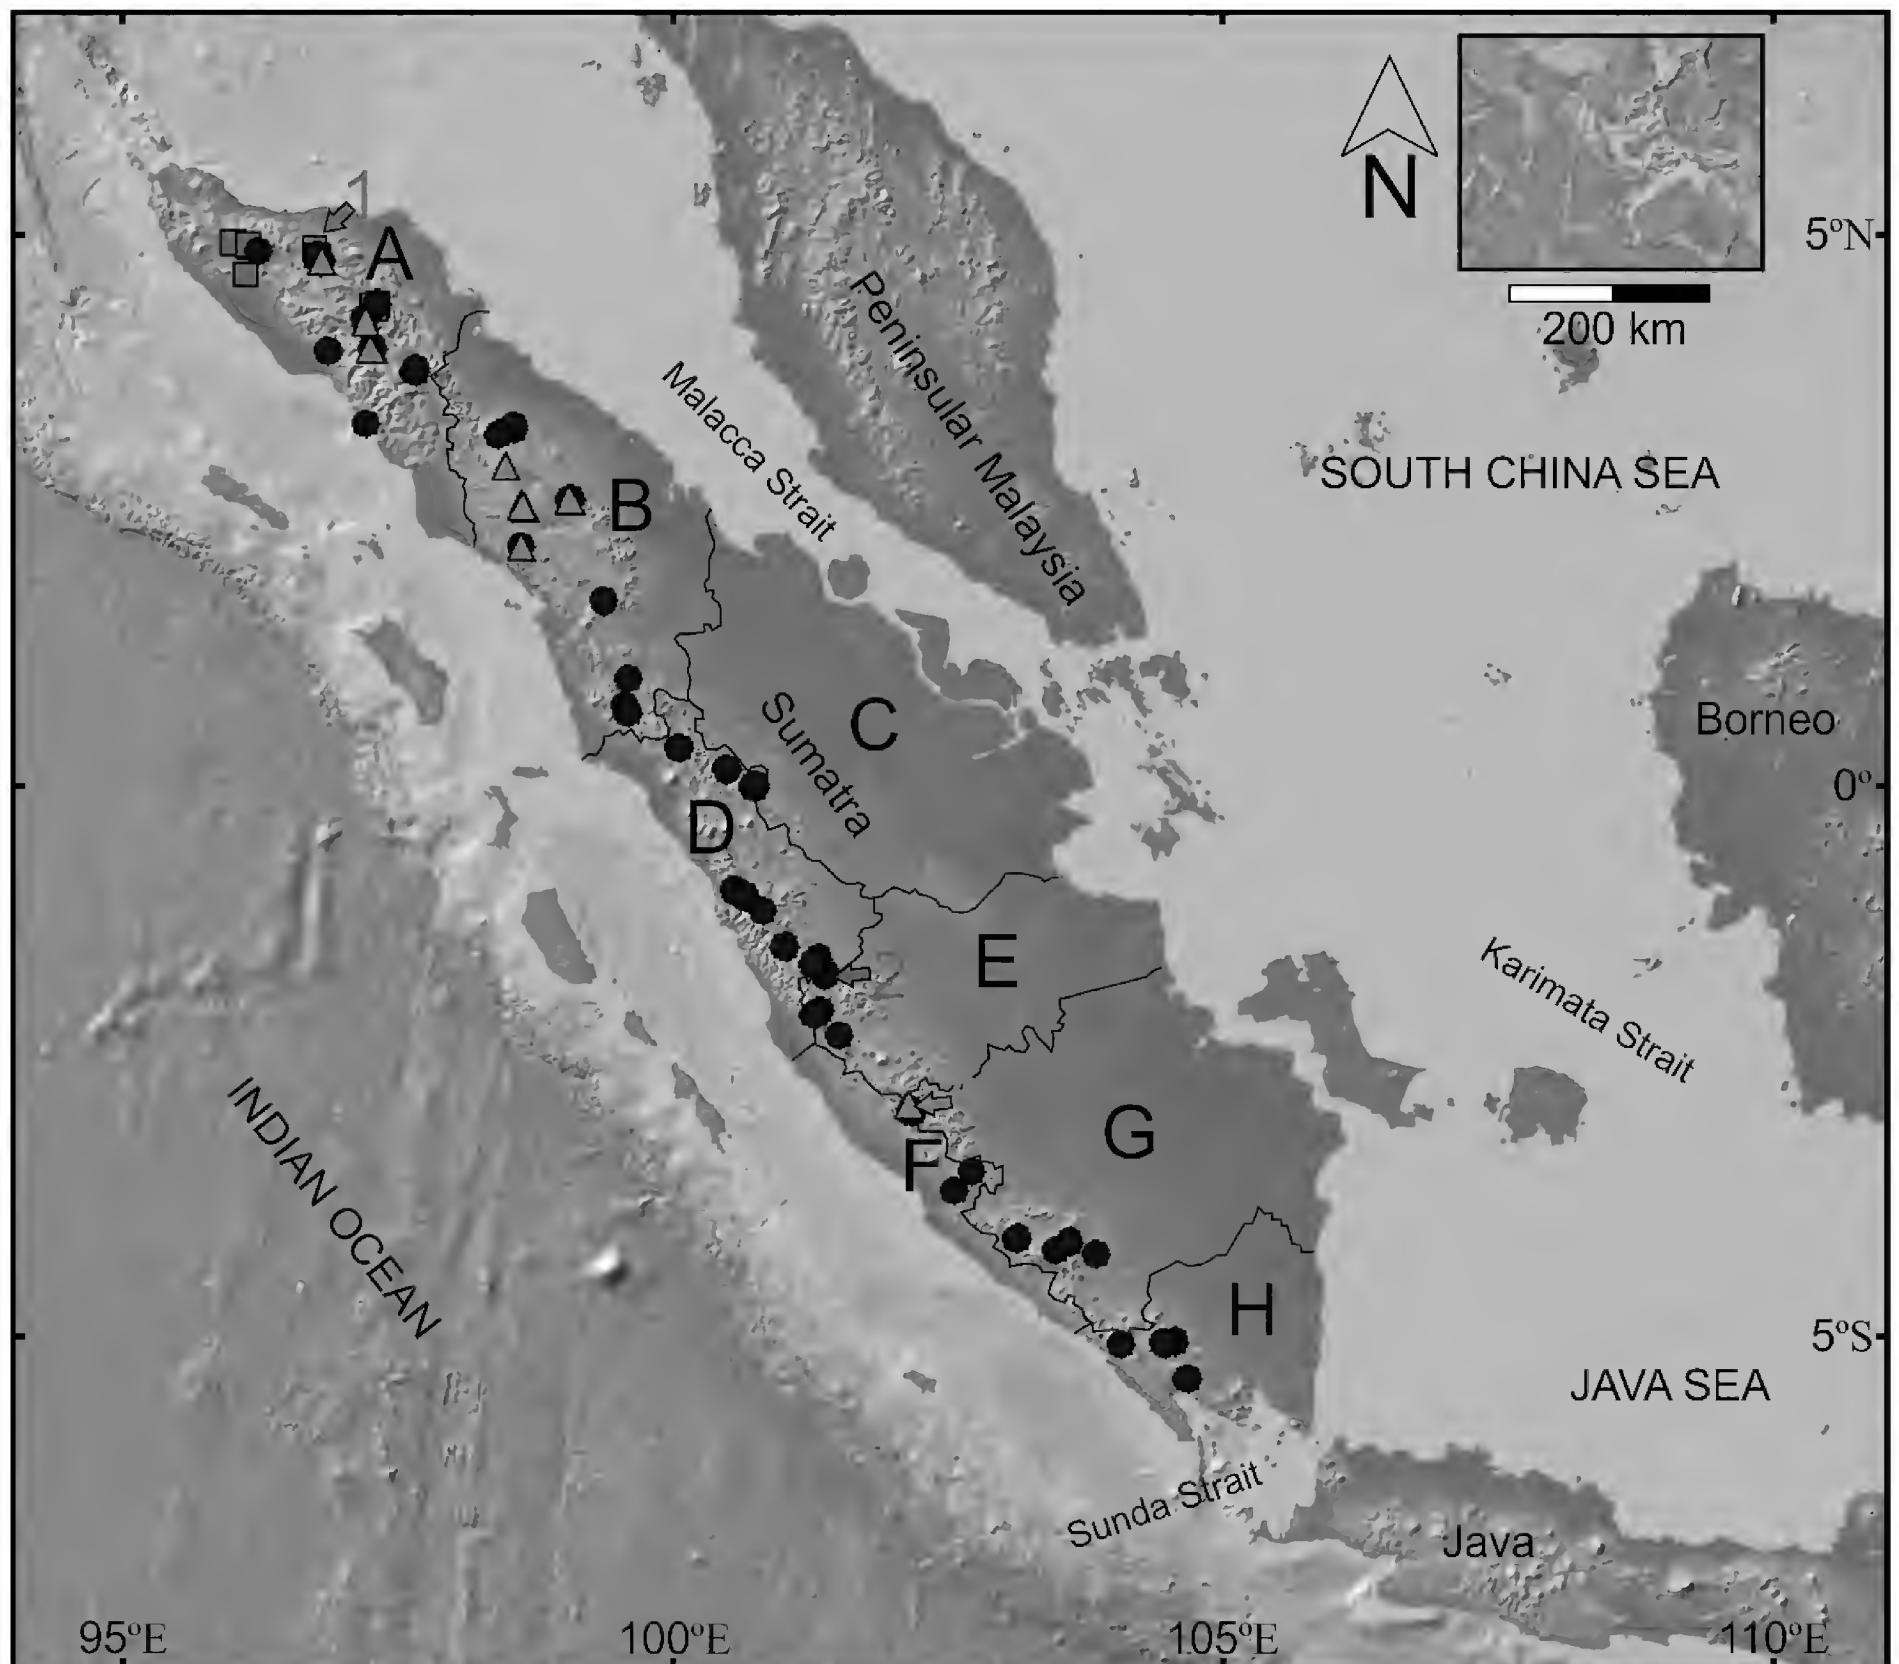 1
N
5ºN
A
200 km
Peninsular Malaysia
Malacca Strait
SOUTH CHINA SEA
B
Sumatra
C
Borneo
0º
D
E
Karimata Strait
INDIAN OCEAN
G
F
H
5ºS
JAVA SEA
Sunda Strait
Java
95ºE
100ºE
105ºE
110ºE